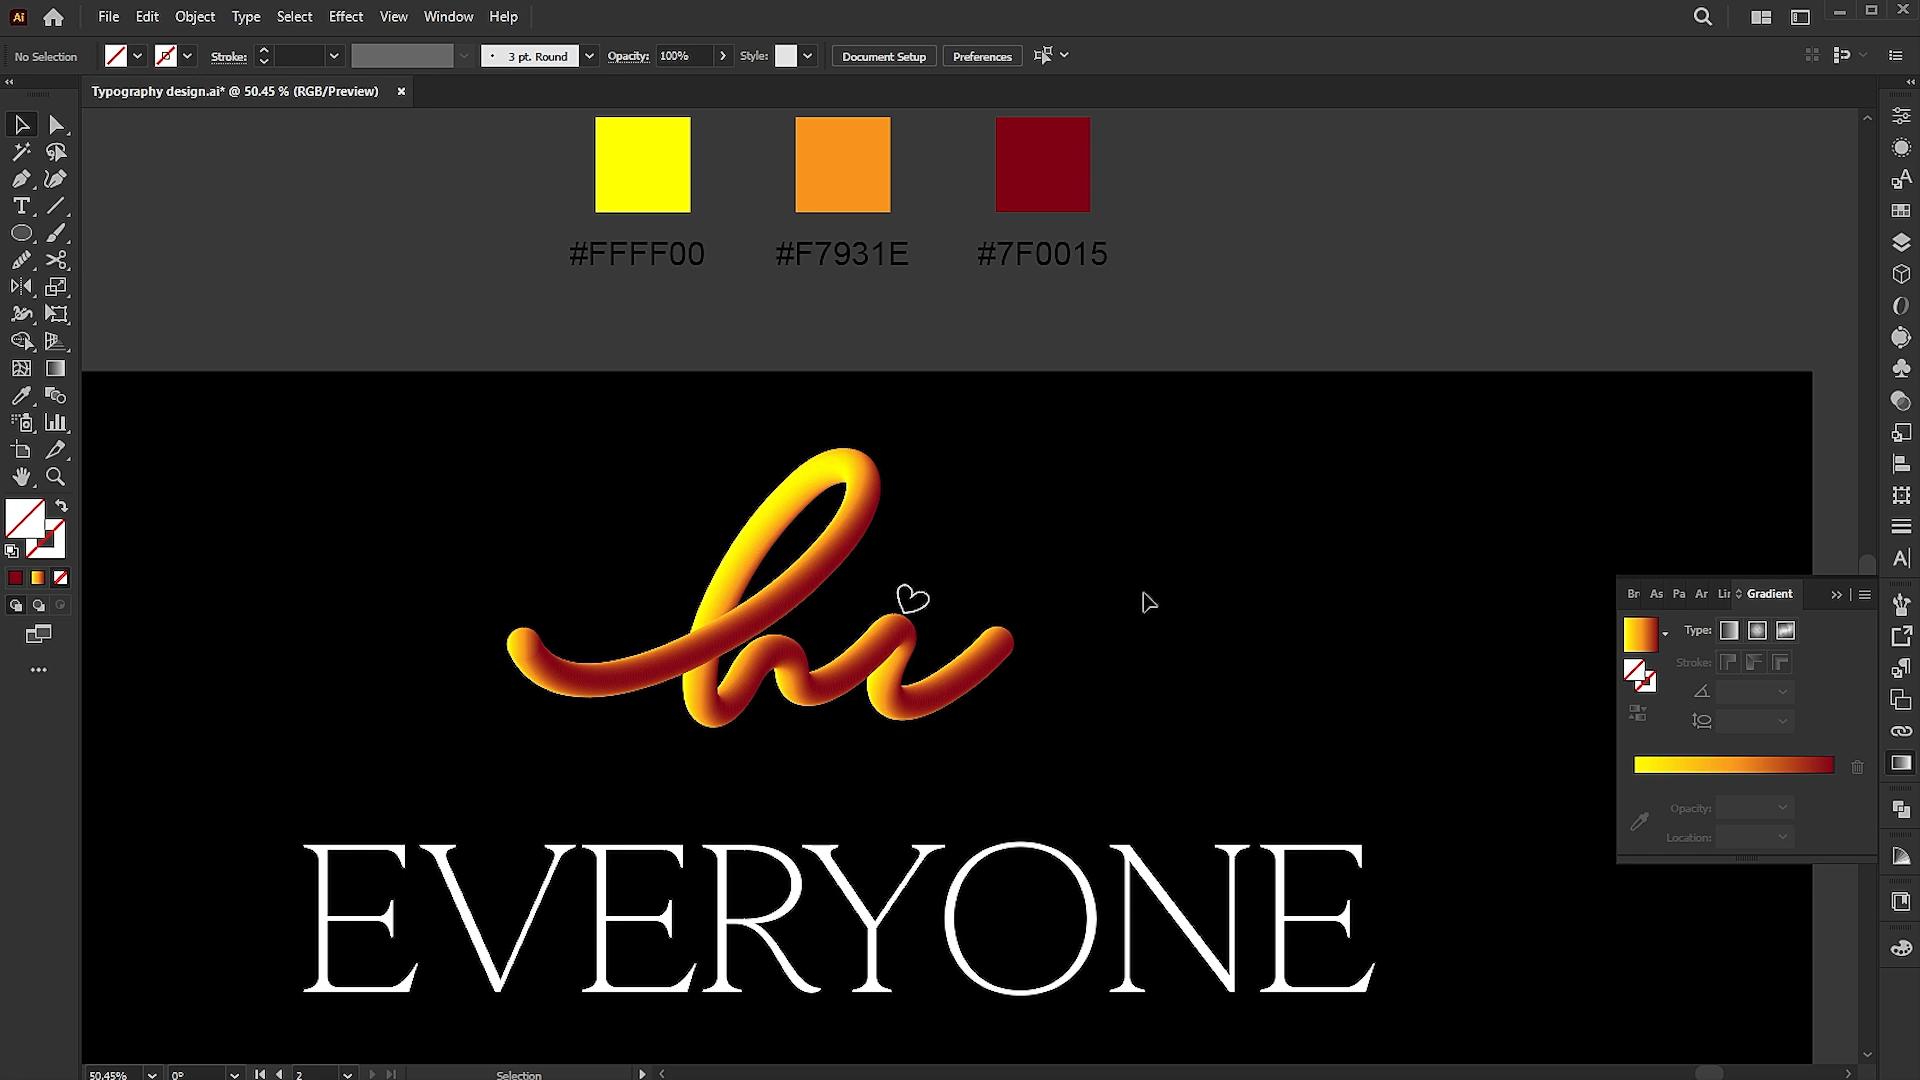 Ai File Edit Object Type Select Effect View Window Help
No Selection Stroke: 3 pt. Round Opacity: 100% Style: Document Setup Preferences
Typography design.ai* @ 50.45 % (RGB/Preview) ×
#FFFF00 #F7931E #7F0015
hi
EVERYONE
Br As Pa Ar Lir Gradient
Type:
Stroke:
Opacity:
Location:
50.45% 0° 2 Selection